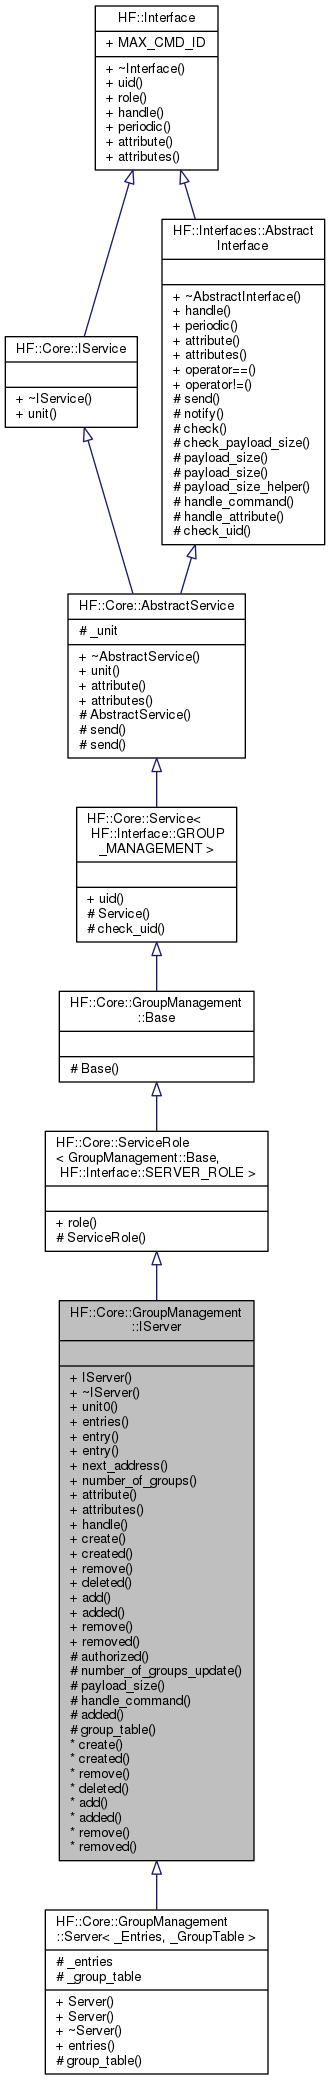 HF::Interface
+ MAX_CMD_ID
+ ~Interface()
+ uid()
+ role()
+ handle()
+ periodic()
+ attribute()
+ attributes()
HF::Interfaces::Abstract
Interface
+ ~AbstractInterface()
+ handle()
+ periodic()
+ attribute()
+ attributes()
+ operator==()
+ operator!=()
# send()
# notify()
# check()
# check_payload_size()
# payload_size()
# payload_size()
# payload_size_helper()
# handle_command()
# handle_attribute()
# check_uid()
HF::Core::IService
+ ~IService()
+ unit()
HF::Core::AbstractService
# _unit
+ ~AbstractService()
+ unit()
+ attribute()
+ attributes()
# AbstractService()
# send()
# send()
HF::Core::Service<
HF::Interface::GROUP
_MANAGEMENT >
+ uid()
# Service()
# check_uid()
HF::Core::GroupManagement
::Base
# Base()
HF::Core::ServiceRole
< GroupManagement::Base,
HF::Interface::SERVER_ROLE >
+ role()
# ServiceRole()
HF::Core::GroupManagement
::IServer
+ IServer()
+ ~IServer()
+ unit0()
+ entries()
+ entry()
+ entry()
+ next_address()
+ number_of_groups()
+ attribute()
+ attributes()
+ handle()
+ create()
+ created()
+ remove()
+ deleted()
+ add()
+ added()
+ remove()
+ removed()
# authorized()
# number_of_groups_update()
# payload_size()
# handle_command()
# added()
# group_table()
* create()
* created()
* remove()
* deleted()
* add()
* added()
* remove()
* removed()
HF::Core::GroupManagement
::Server< _Entries, _GroupTable >
# _entries
# _group_table
+ Server()
+ Server()
+ ~Server()
+ entries()
# group_table()